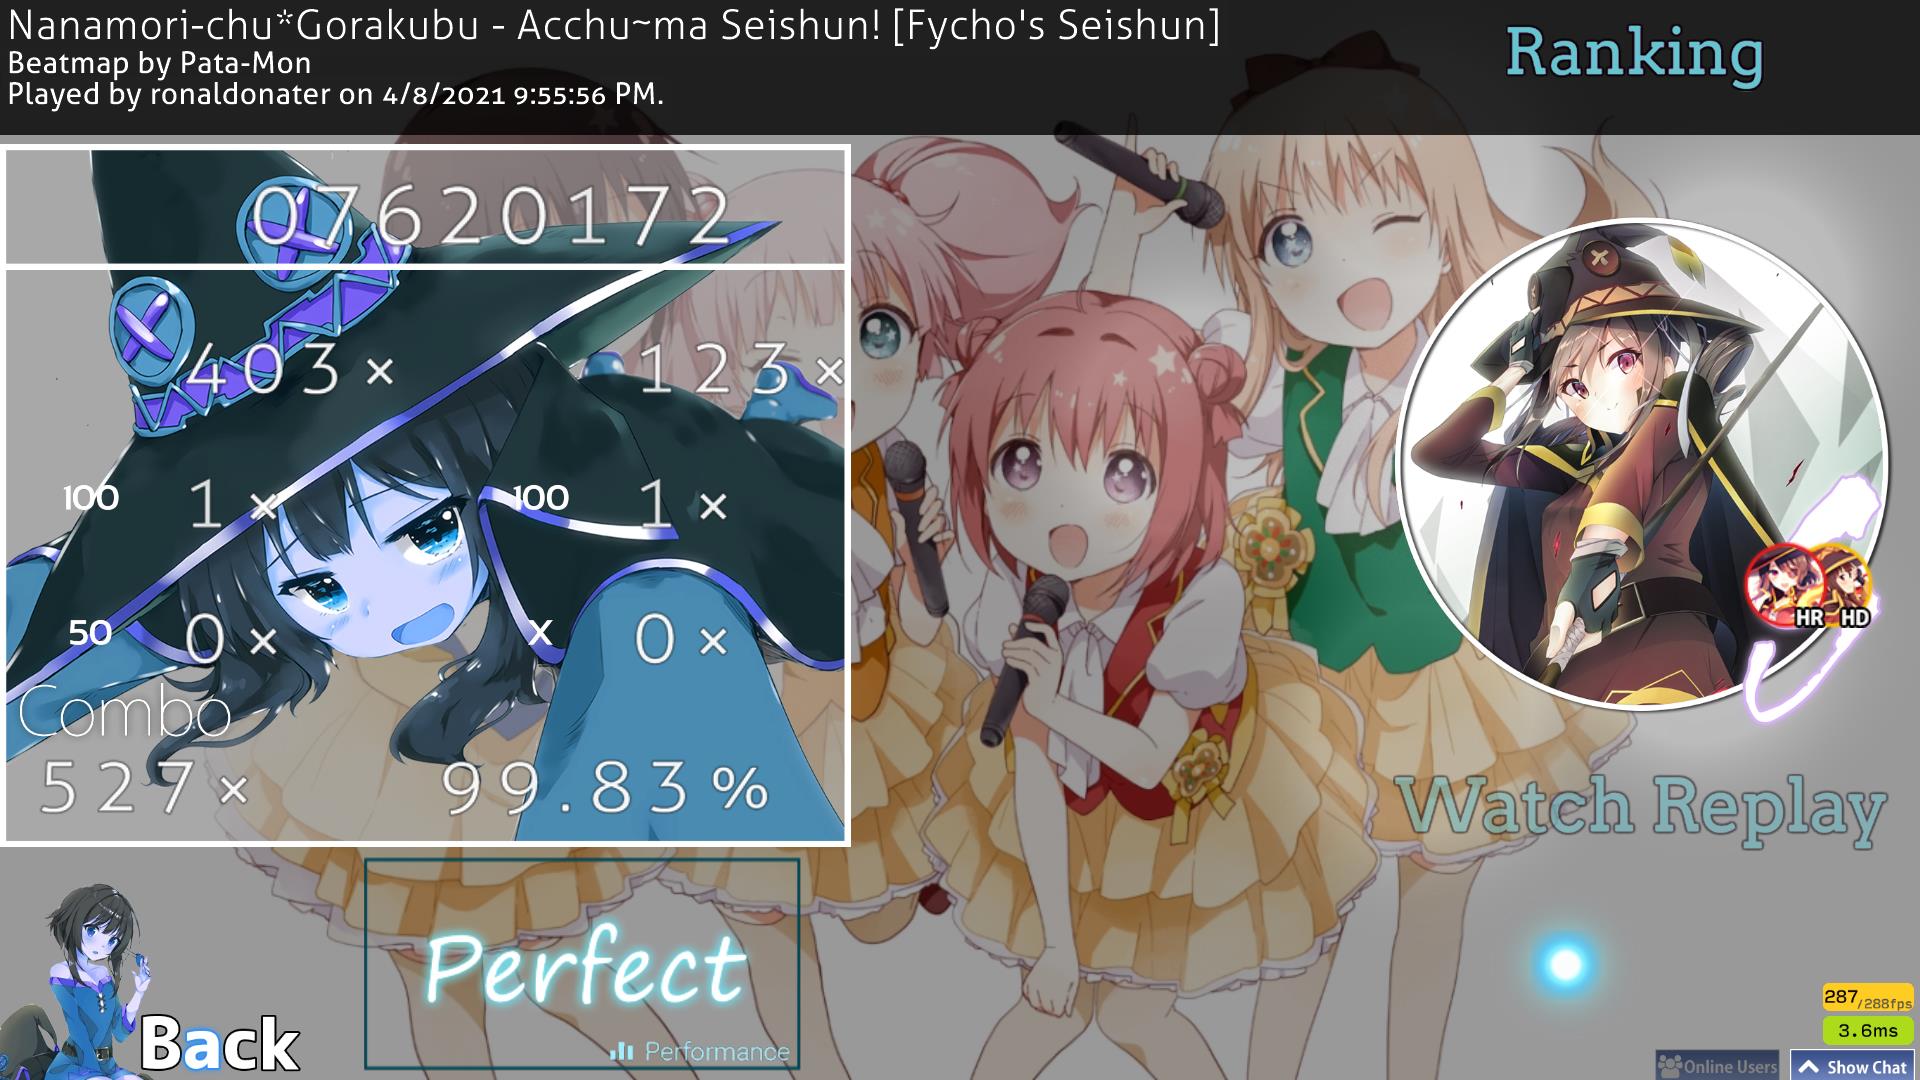 Nanamori-chu*Gorakubu - Acchu~ma Seishun! [Fycho's Seishun]
Beatmap by Pata-Mon
Played by ronaldonater on 4/8/2021 9:55:56 PM.
Ranking
07620172
403× 123×
100 1× 100 1×
50 0× X 0×
Combo
527× 99.83%
HR HD
Watch Replay
Perfect
Performance
Back
287/288fps
3.6ms
Online Users Show Chat